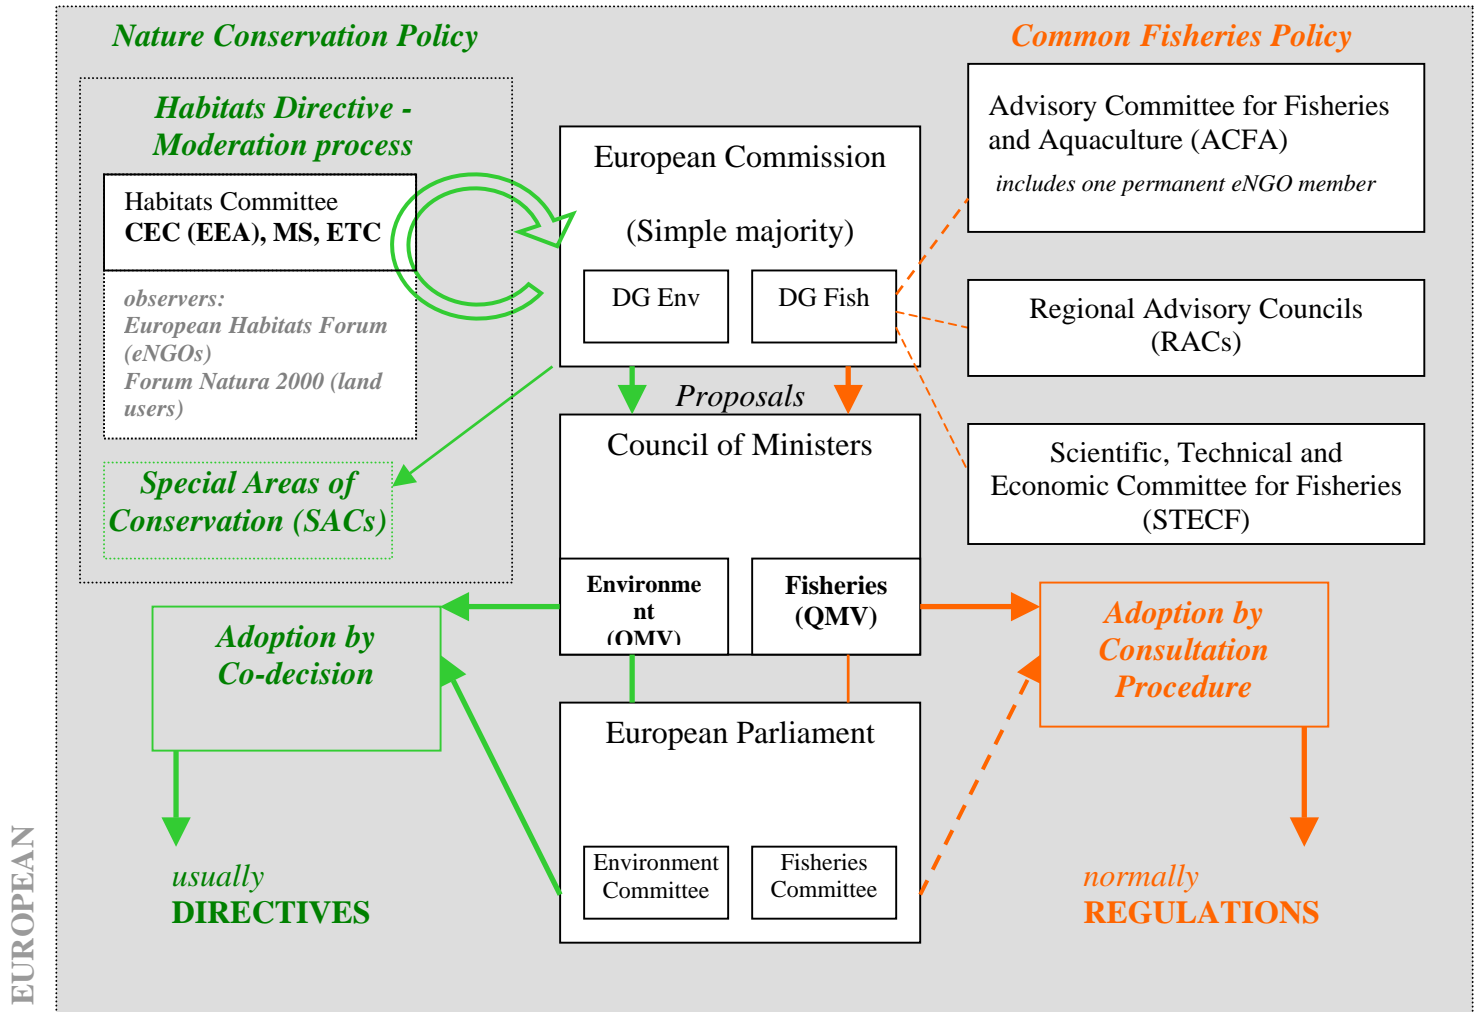 Nature Conservation Policy
Common Fisheries Policy
Habitats Directive -
Moderation process
Habitats Committee
CEC (EEA), MS, ETC
observers:
European Habitats Forum
(eNGOs)
Forum Natura 2000 (land
users)
Special Areas of
Conservation (SACs)
European Commission
(Simple majority)
DG Env
DG Fish
Advisory Committee for Fisheries
and Aquaculture (ACFA)
includes one permanent eNGO member
Regional Advisory Councils
(RACs)
Scientific, Technical and
Economic Committee for Fisheries
(STECF)
Proposals
Council of Ministers
Environme
nt
(QMV)
Fisheries
(QMV)
Adoption by
Co-decision
Adoption by
Consultation
Procedure
European Parliament
Environment
Committee
Fisheries
Committee
usually
DIRECTIVES
normally
REGULATIONS
EUROPEAN